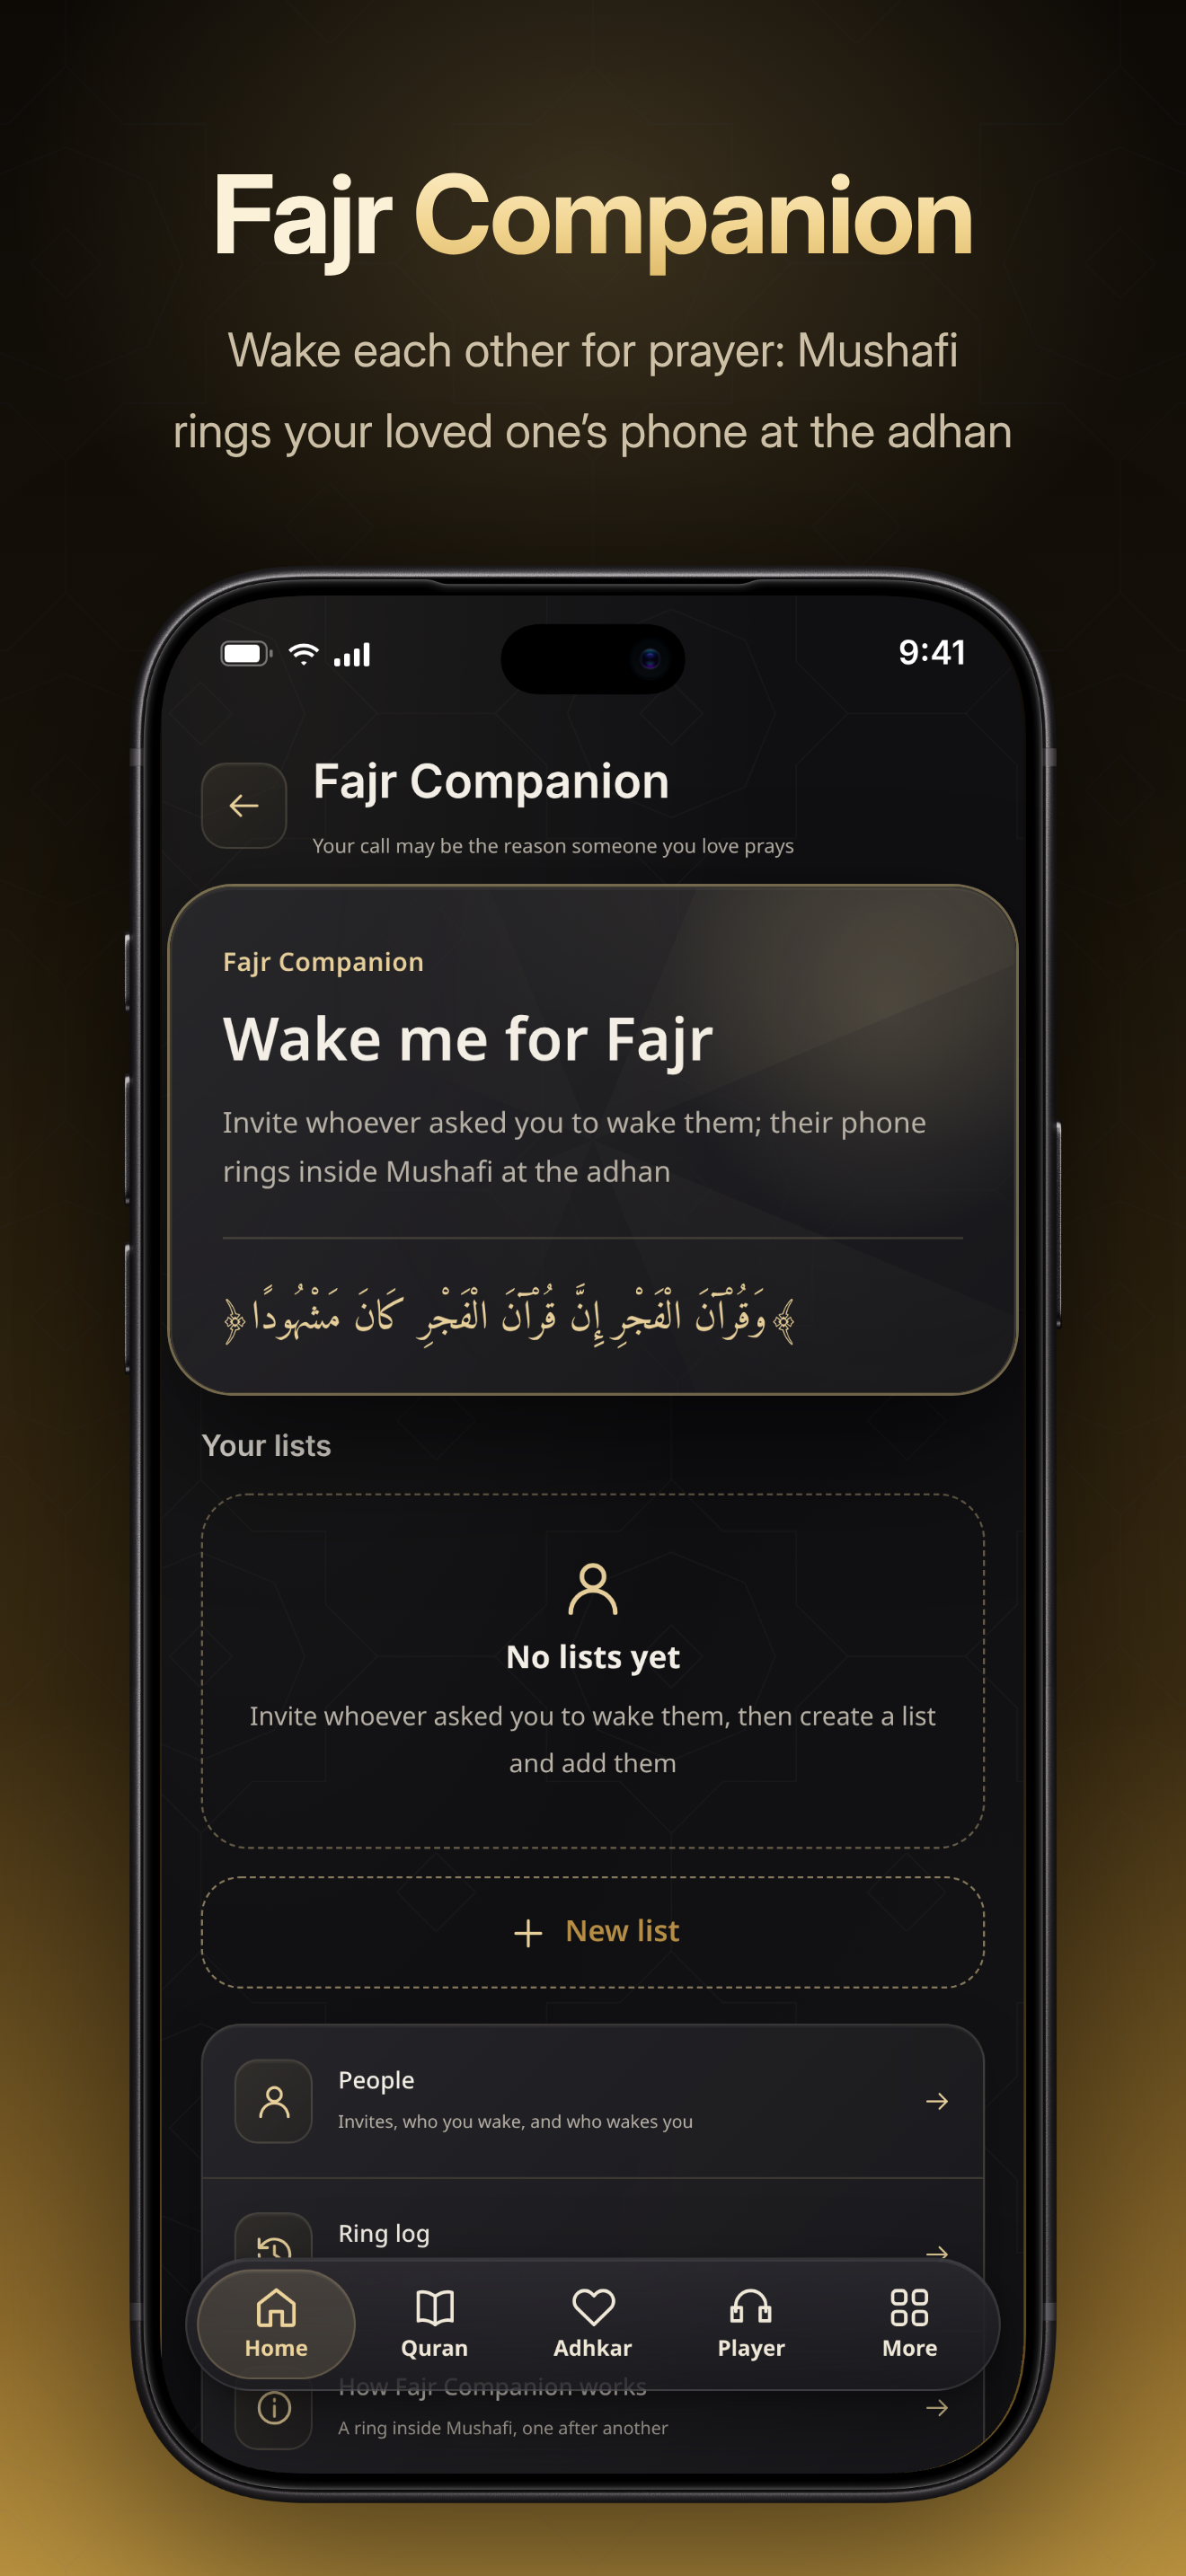 Fajr Companion
Wake each other for prayer: Mushafi
rings your loved one's phone at the adhan
9:41
Fajr Companion
Your call may be the reason someone you love prays
Fajr Companion
Wake me for Fajr
Invite whoever asked you to wake them; their phone
rings inside Mushafi at the adhan
﴿وَقُرْآنَ الْفَجْرِ إِنَّ قُرْآنَ الْفَجْرِ كَانَ مَشْهُودًا﴾
Your lists
No lists yet
Invite whoever asked you to wake them, then create a list
and add them
New list
People
Invites, who you wake, and who wakes you
Ring log
Home
Quran
Adhkar
Player
More
How Fajr Companion works
A ring inside Mushafi, one after another